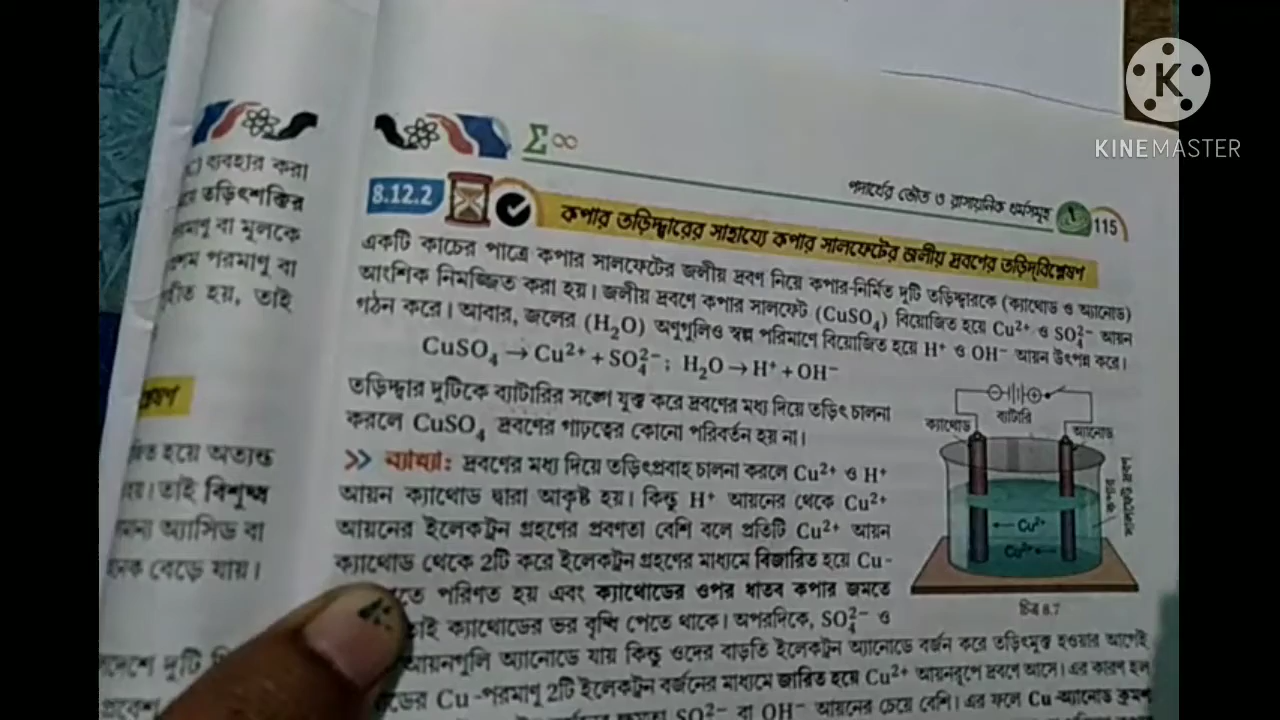 K
KINEMASTER
Σ∞
পদার্থের ভৌত ও রাসায়নিক ধর্মসমূহ 115
8.12.2 কপার তড়িদ্দ্বারের সাহায্যে কপার সালফেটের জলীয় দ্রবণের তড়িদ্‌বিশ্লেষণ
একটি কাচের পাত্রে কপার সালফেটের জলীয় দ্রবণ নিয়ে কপার-নির্মিত দুটি তড়িদ্দ্বারকে (ক্যাথোড ও অ্যানোড)
আংশিক নিমজ্জিত করা হয়। জলীয় দ্রবণে কপার সালফেট (CuSO₄) বিয়োজিত হয়ে Cu²⁺ ও SO₄²⁻ আয়ন
গঠন করে। আবার, জলের (H₂O) অণুগুলিও স্বল্প পরিমাণে বিয়োজিত হয়ে H⁺ ও OH⁻ আয়ন উৎপন্ন করে।
CuSO₄ → Cu²⁺ + SO₄²⁻ ; H₂O → H⁺ + OH⁻
তড়িদ্দ্বার দুটিকে ব্যাটারির সঙ্গে যুক্ত করে দ্রবণের মধ্য দিয়ে তড়িৎ চালনা
করলে CuSO₄ দ্রবণের গাঢ়ত্বের কোনো পরিবর্তন হয় না।
>> ব্যাখ্যা: দ্রবণের মধ্য দিয়ে তড়িৎপ্রবাহ চালনা করলে Cu²⁺ ও H⁺
আয়ন ক্যাথোড দ্বারা আকৃষ্ট হয়। কিন্তু H⁺ আয়নের থেকে Cu²⁺
আয়নের ইলেকট্রন গ্রহণের প্রবণতা বেশি বলে প্রতিটি Cu²⁺ আয়ন
ক্যাথোড থেকে 2টি করে ইলেকট্রন গ্রহণের মাধ্যমে বিজারিত হয়ে Cu-
পরিণত হয় এবং ক্যাথোডের ওপর ধাতব কপার জমতে
ক্যাথোডের ভর বৃদ্ধি পেতে থাকে। অপরদিকে, SO₄²⁻ ও
আয়নগুলি অ্যানোডে যায় কিন্তু ওদের বাড়তি ইলেকট্রন অ্যানোডে বর্জন করে তড়িৎমুক্ত হওয়ার আগেই
Cu-পরমাণু 2টি ইলেকট্রন বর্জনের মাধ্যমে জারিত হয়ে Cu²⁺ আয়নরূপে দ্রবণে আসে। এর কারণ হল
SO₄²⁻ বা OH⁻ আয়নের চেয়ে বেশি। এর ফলে Cu-অ্যানোড ক্রমশ
ব্যাটারি
ক্যাথোড
অ্যানোড
কপার সালফেট দ্রবণ
← Cu²⁺
Cu²⁺ ←
চিত্র 8.7
ব্যবহার করা
তড়িৎশক্তির
বা মূলকে
পরমাণু বা
হয়, তাই
হয়ে অত্যন্ত
তাই বিশুদ্ধ
অ্যাসিড বা
বেড়ে যায়।
দুটি